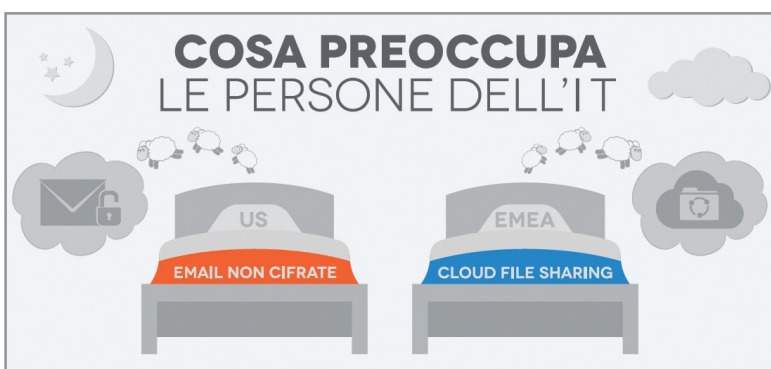 COSA PREOCCUPA
LE PERSONE DELL'IT
US
EMAIL NON CIFRATE
EMEA
CLOUD FILE SHARING